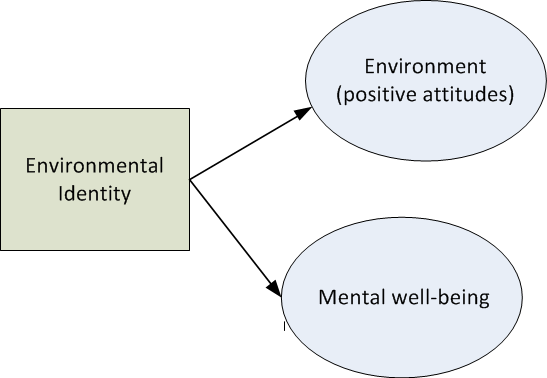 Environment
(positive attitudes)
Environmental
Identity
Mental well-being